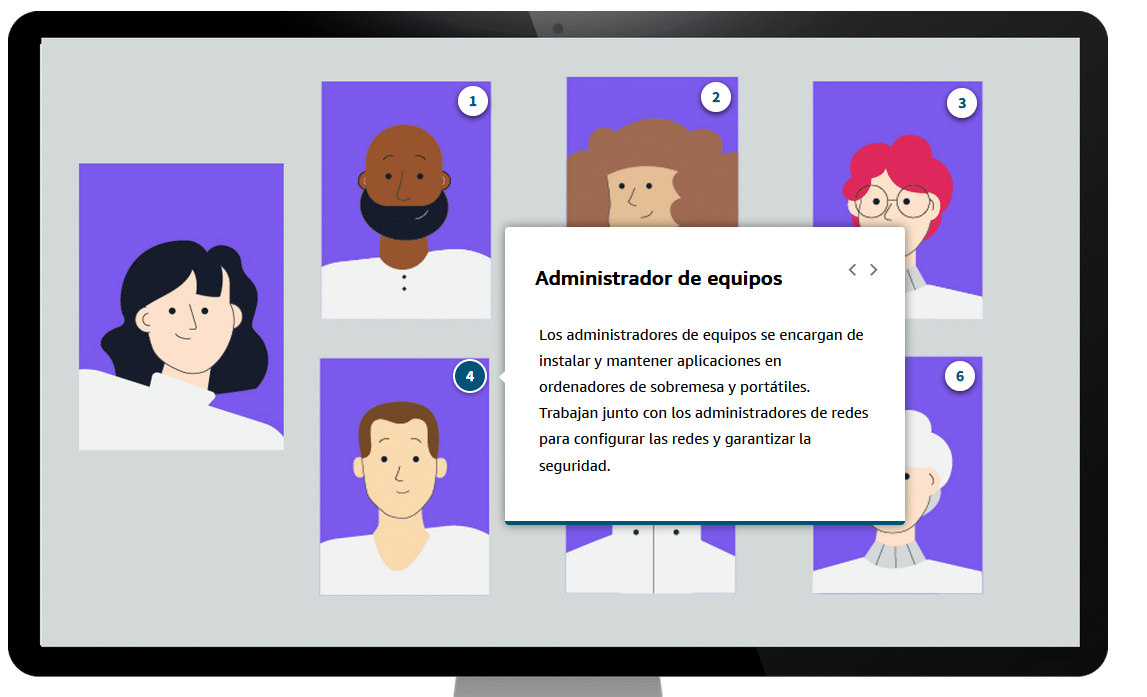 1
2
3
Administrador de equipos
Los administradores de equipos se encargan de
instalar y mantener aplicaciones en
ordenadores de sobremesa y portátiles.
Trabajan junto con los administradores de redes
para configurar las redes y garantizar la
seguridad.
4
6